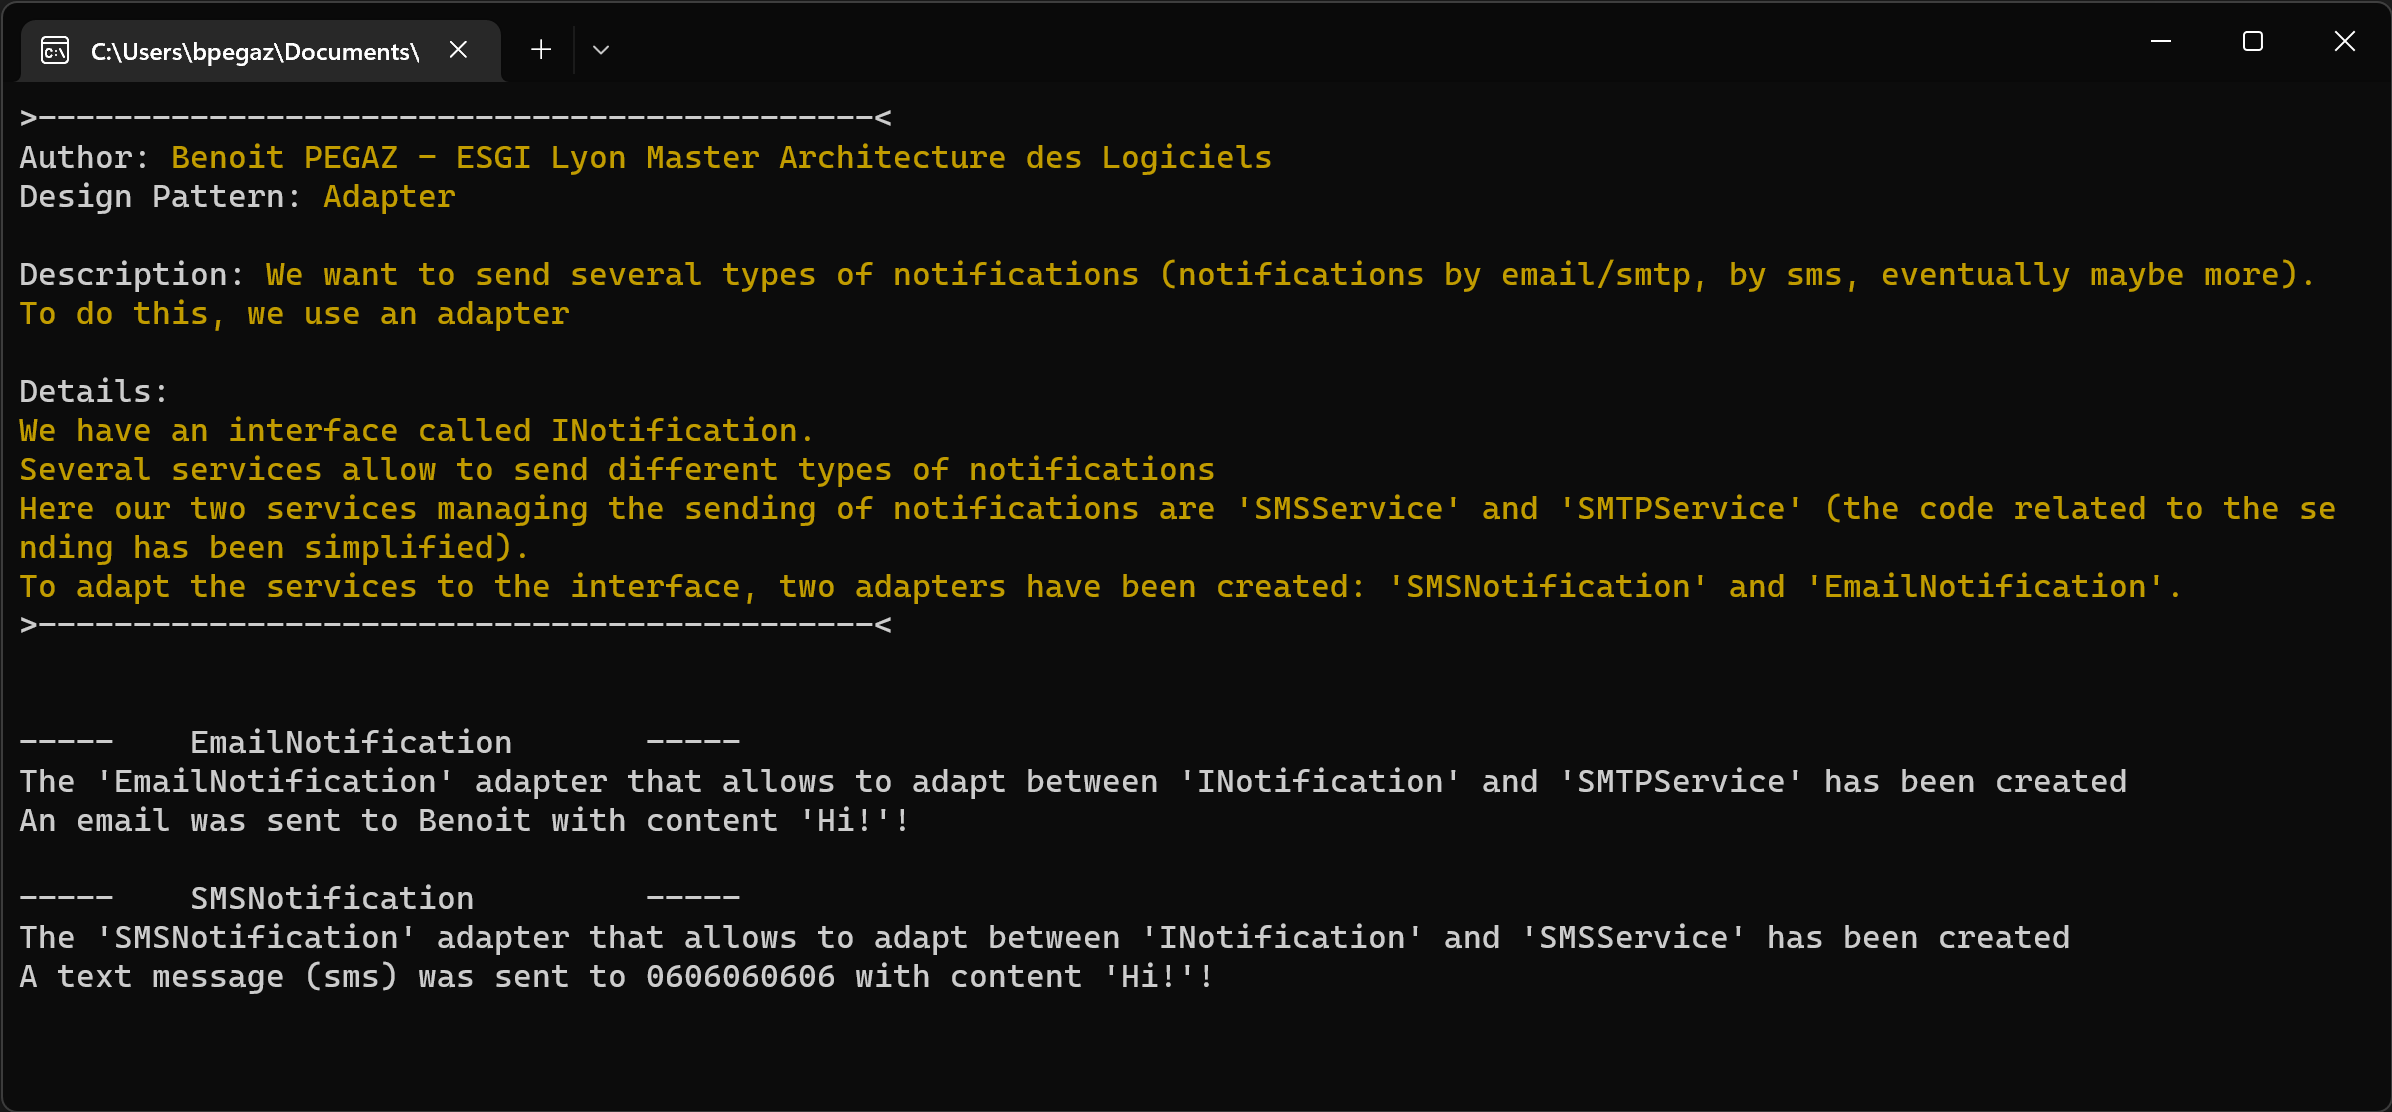 C:\Users\bpegaz\Documents\
>--------------------------------------------<
Author: Benoit PEGAZ - ESGI Lyon Master Architecture des Logiciels
Design Pattern: Adapter
Description: We want to send several types of notifications (notifications by email/smtp, by sms, eventually maybe more).
To do this, we use an adapter
Details:
We have an interface called INotification.
Several services allow to send different types of notifications
Here our two services managing the sending of notifications are 'SMSService' and 'SMTPService' (the code related to the se
nding has been simplified).
To adapt the services to the interface, two adapters have been created: 'SMSNotification' and 'EmailNotification'.
>--------------------------------------------<
-----    EmailNotification       -----
The 'EmailNotification' adapter that allows to adapt between 'INotification' and 'SMTPService' has been created
An email was sent to Benoit with content 'Hi!'!
-----    SMSNotification         -----
The 'SMSNotification' adapter that allows to adapt between 'INotification' and 'SMSService' has been created
A text message (sms) was sent to 0606060606 with content 'Hi!'!